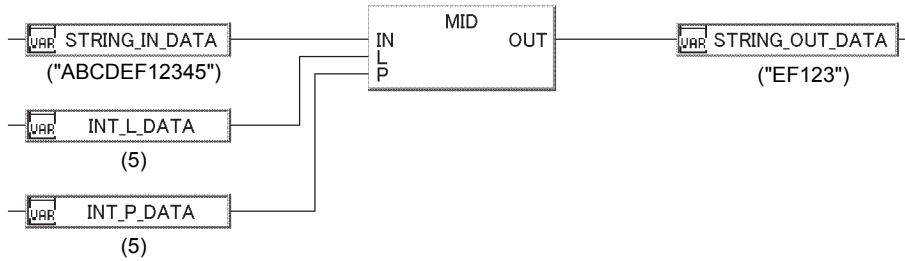 MID
VAR STRING_IN_DATA
IN
OUT
VAR STRING_OUT_DATA
("ABCDEF12345")
L
P
("EF123")
VAR INT_L_DATA
(5)
VAR INT_P_DATA
(5)